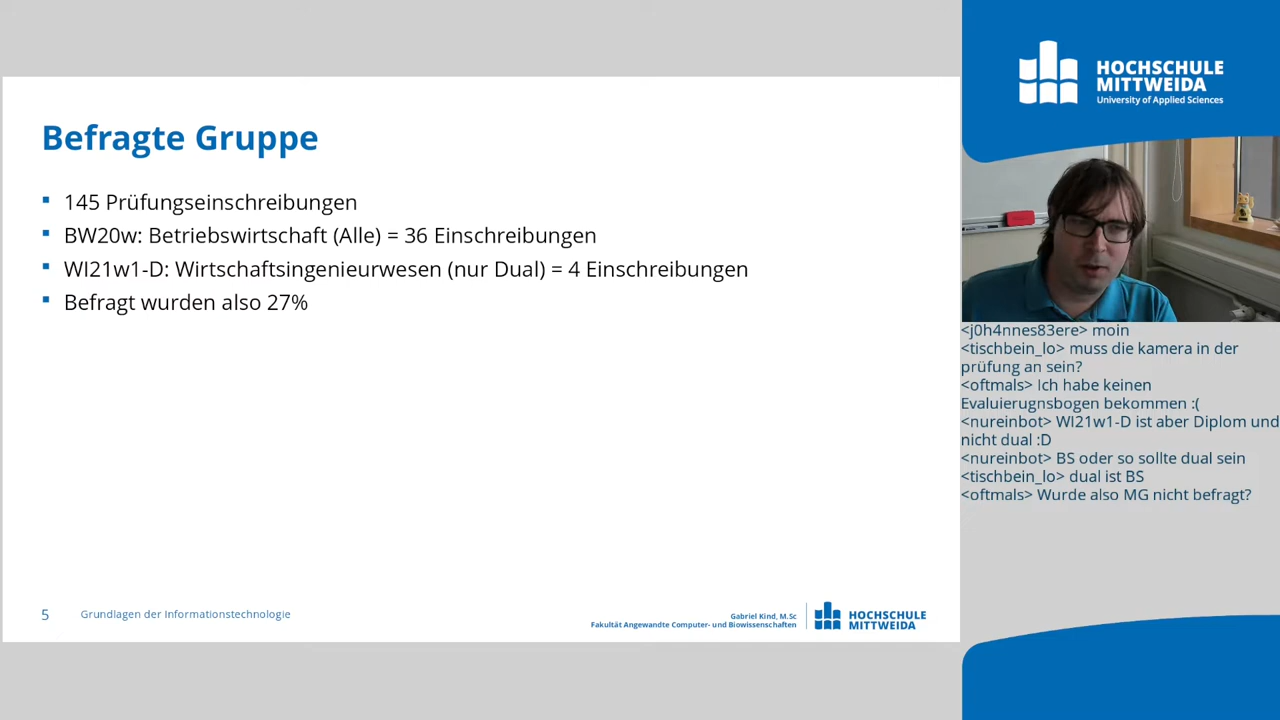 Befragte Gruppe
145 Prüfungseinschreibungen
BW20w: Betriebswirtschaft (Alle) = 36 Einschreibungen
WI21w1-D: Wirtschaftsingenieurwesen (nur Dual) = 4 Einschreibungen
Befragt wurden also 27%
5 Grundlagen der Informationstechnologie
Gabriel Kind, M.Sc
Fakultät Angewandte Computer- und Biowissenschaften
HOCHSCHULE
MITTWEIDA
HOCHSCHULE
MITTWEIDA
University of Applied Sciences
<j0h4nnes83ere> moin
<tischbein_lo> muss die kamera in der
prüfung an sein?
<oftmals> Ich habe keinen
Evaluierugnsbogen bekommen :(
<nureinbot> WI21w1-D ist aber Diplom und
nicht dual :D
<nureinbot> BS oder so sollte dual sein
<tischbein_lo> dual ist BS
<oftmals> Wurde also MG nicht befragt?